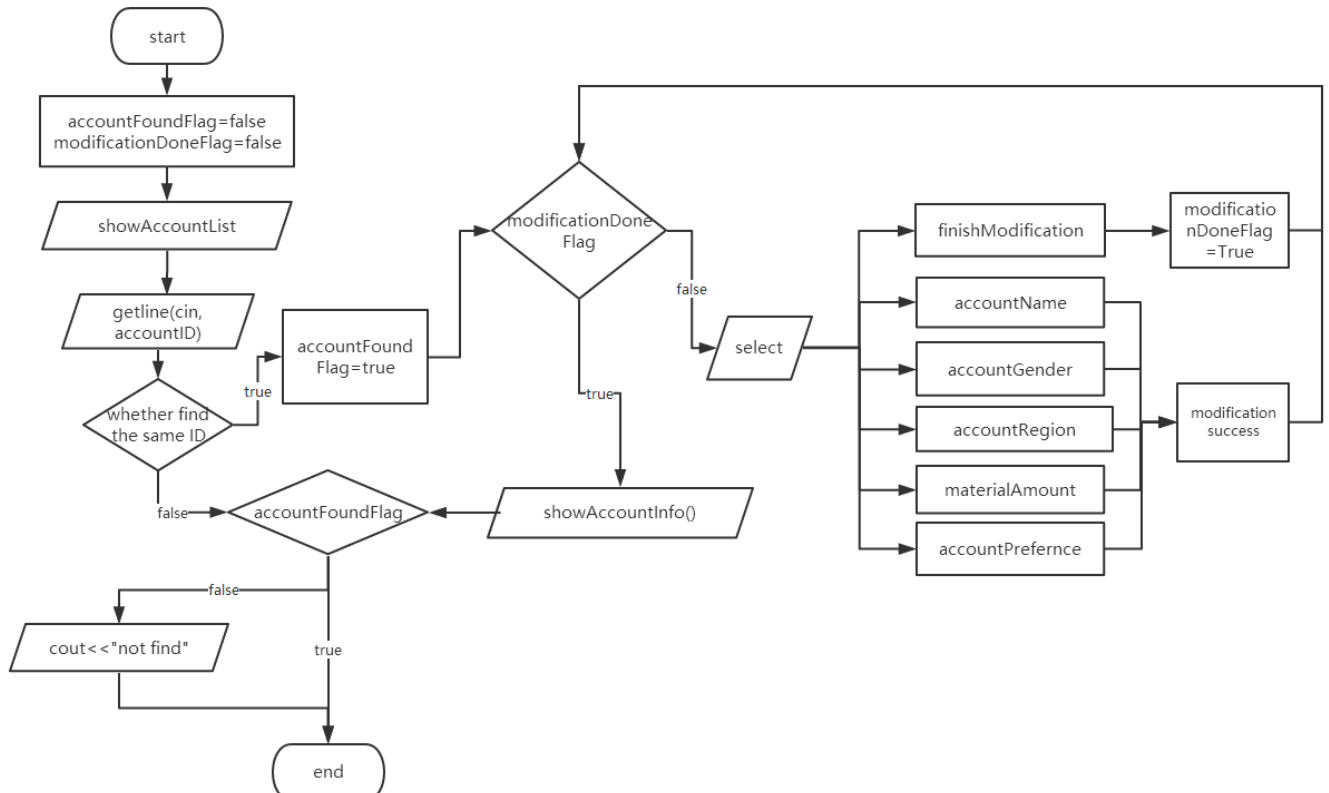 start
accountFoundFlag=false
modificationDoneFlag=false
showAccountList
getline(cin,
accountID)
whether find
the same ID
true
false
accountFound
Flag=true
modificationDone
Flag
false
true
select
finishModification
modificatio
nDoneFlag
=True
accountName
accountGender
accountRegion
materialAmount
accountPrefernce
modification
success
showAccountInfo()
accountFoundFlag
false
true
cout<<"not find"
end